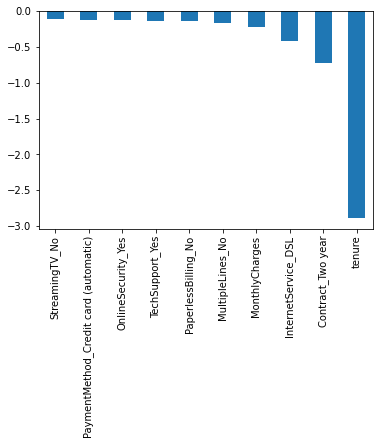 0.0
−0.5
−1.0
−1.5
−2.0
−2.5
−3.0
StreamingTV_No
PaymentMethod_Credit card (automatic)
OnlineSecurity_Yes
TechSupport_Yes
PaperlessBilling_No
MultipleLines_No
MonthlyCharges
InternetService_DSL
Contract_Two year
tenure